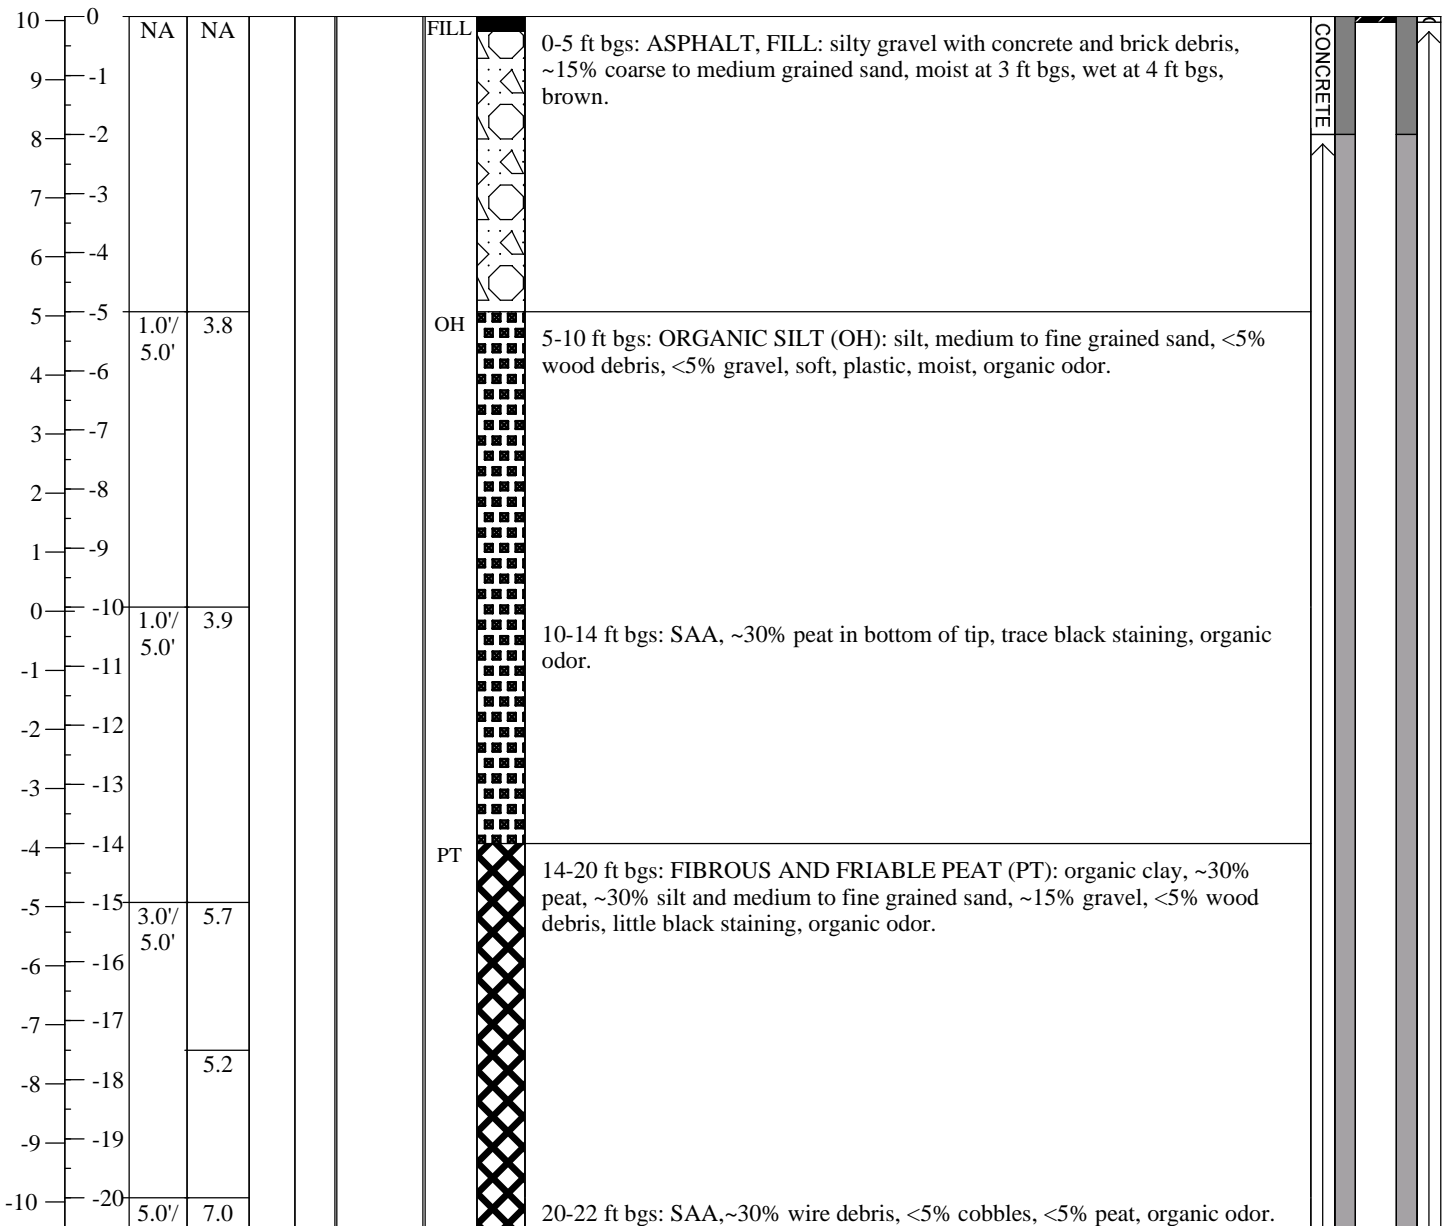 10 0 NA NA FILL
0-5 ft bgs: ASPHALT, FILL: silty gravel with concrete and brick debris,
~15% coarse to medium grained sand, moist at 3 ft bgs, wet at 4 ft bgs,
brown.
CONCRETE
9 -1
8 -2
7 -3
6 -4
5 -5 1.0'/ 3.8 OH
5.0'
5-10 ft bgs: ORGANIC SILT (OH): silt, medium to fine grained sand, <5%
wood debris, <5% gravel, soft, plastic, moist, organic odor.
4 -6
3 -7
2 -8
1 -9
0 -10 1.0'/ 3.9
5.0'
10-14 ft bgs: SAA, ~30% peat in bottom of tip, trace black staining, organic
odor.
-1 -11
-2 -12
-3 -13
-4 -14 PT
14-20 ft bgs: FIBROUS AND FRIABLE PEAT (PT): organic clay, ~30%
peat, ~30% silt and medium to fine grained sand, ~15% gravel, <5% wood
debris, little black staining, organic odor.
-5 -15 3.0'/ 5.7
5.0'
-6 -16
-7 -17
5.2
-8 -18
-9 -19
-10 -20 5.0'/ 7.0
20-22 ft bgs: SAA,~30% wire debris, <5% cobbles, <5% peat, organic odor.